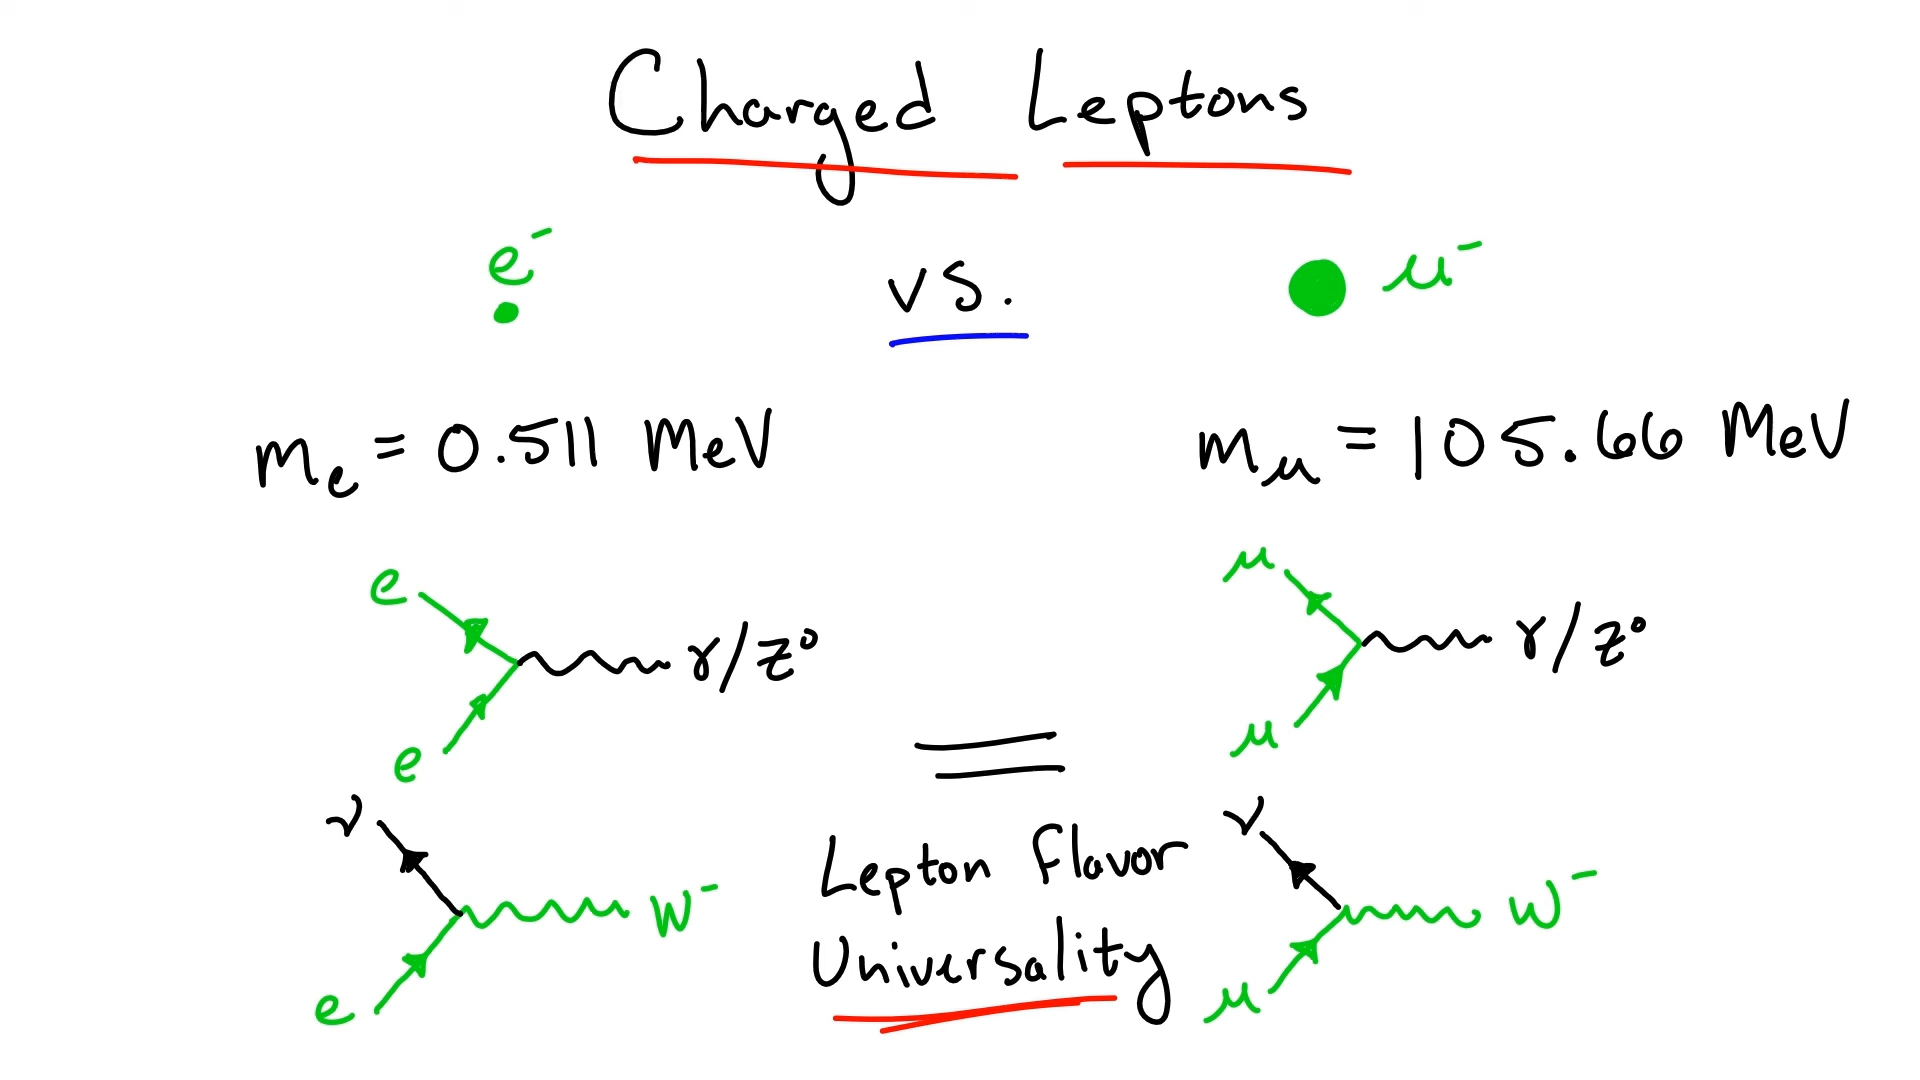 Charged Leptons
e⁻ vs. μ⁻
mₑ = 0.511 MeV
m_μ = 105.66 MeV
e
γ/Z⁰
e
μ
γ/Z⁰
μ
ν
W⁻
e
Lepton Flavor
Universality
ν
W⁻
μ